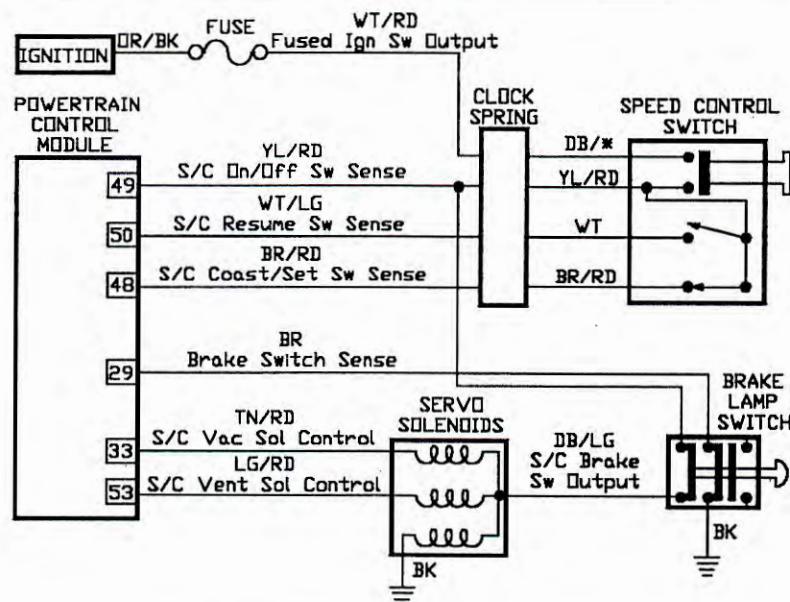 WT/RD
FUSE
OR/BK
Fused Ign Sw Output
IGNITION
CLOCK
SPRING
SPEED CONTROL
SWITCH
POWERTRAIN
CONTROL
MODULE
DB/*
YL/RD
S/C On/Off Sw Sense
49
YL/RD
WT/LG
S/C Resume Sw Sense
50
WT
BR/RD
S/C Coast/Set Sw Sense
48
BR/RD
BR
Brake Switch Sense
29
BRAKE
LAMP
SWITCH
SERVO
SOLENOIDS
TN/RD
S/C Vac Sol Control
33
DB/LG
S/C Brake
Sw Output
LG/RD
S/C Vent Sol Control
53
BK
BK